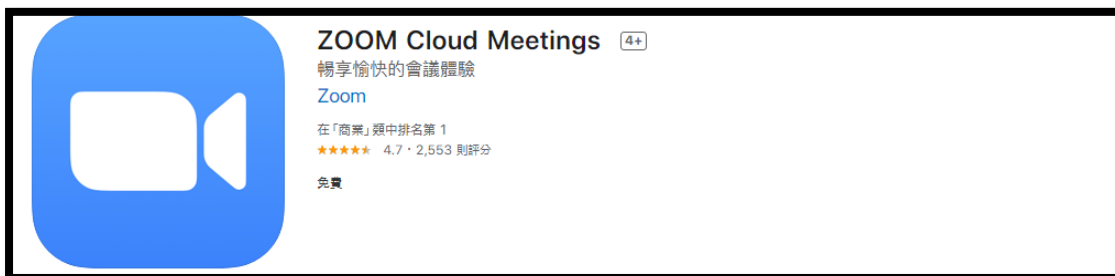 ZOOM Cloud Meetings 4+
暢享愉快的會議體驗
Zoom
在「商業」類中排名第 1
★★★★★ 4.7・2,553 則評分
免費